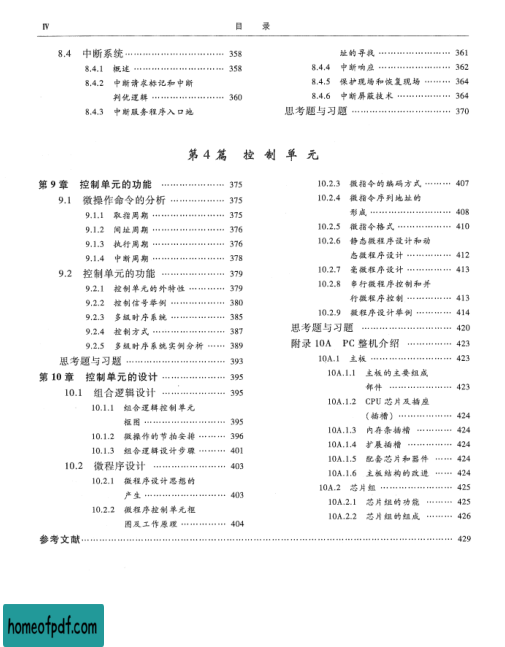 Ⅳ 目 录
8.4 中断系统 …………………………… 358
8.4.1 概述 ………………………… 358
8.4.2 中断请求标记和中断
判优逻辑 …………………… 360
8.4.3 中断服务程序入口地
址的寻找 …………………… 361
8.4.4 中断响应 …………………… 362
8.4.5 保护现场和恢复现场 ……… 364
8.4.6 中断屏蔽技术 ……………… 364
思考题与习题 …………………………… 370
第4篇 控 制 单 元
第 9 章 控制单元的功能 ………………… 375
9.1 微操作命令的分析 ……………… 375
9.1.1 取指周期 …………………… 375
9.1.2 间址周期 …………………… 376
9.1.3 执行周期 …………………… 376
9.1.4 中断周期 …………………… 378
9.2 控制单元的功能 ………………… 379
9.2.1 控制单元的外特性 ………… 379
9.2.2 控制信号举例 ……………… 380
9.2.3 多级时序系统 ……………… 385
9.2.4 控制方式 …………………… 387
9.2.5 多级时序系统实例分析 …… 389
思考题与习题 …………………………… 393
第 10 章 控制单元的设计 ……………… 395
10.1 组合逻辑设计 ………………… 395
10.1.1 组合逻辑控制单元
框图 ……………………… 395
10.1.2 微操作的节拍安排 ……… 396
10.1.3 组合逻辑设计步骤 ……… 401
10.2 微程序设计 …………………… 403
10.2.1 微程序设计思想的
产生 ……………………… 403
10.2.2 微程序控制单元框
图及工作原理 …………… 404
10.2.3 微指令的编码方式 ……… 407
10.2.4 微指令序列地址的
形成 ……………………… 408
10.2.5 微指令格式 ……………… 410
10.2.6 静态微程序设计和动
态微程序设计 …………… 412
10.2.7 毫微程序设计 …………… 413
10.2.8 串行微程序控制和并
行微程序控制 …………… 413
10.2.9 微程序设计举例 ………… 414
思考题与习题 …………………………… 420
附录 10A PC 整机介绍 ……………… 423
10A.1 主板 ………………………… 423
10A.1.1 主板的主要组成
部件 …………………… 423
10A.1.2 CPU 芯片及插座
(插槽) ………………… 424
10A.1.3 内存条插槽 …………… 424
10A.1.4 扩展插槽 ……………… 424
10A.1.5 配套芯片和器件 …… 424
10A.1.6 主板结构的改进 …… 424
10A.2 芯片组 ……………………… 425
10A.2.1 芯片组的功能 ……… 425
10A.2.2 芯片组的组成 ……… 426
参考文献 ……………………………………………………………… 429
homeofpdf.com